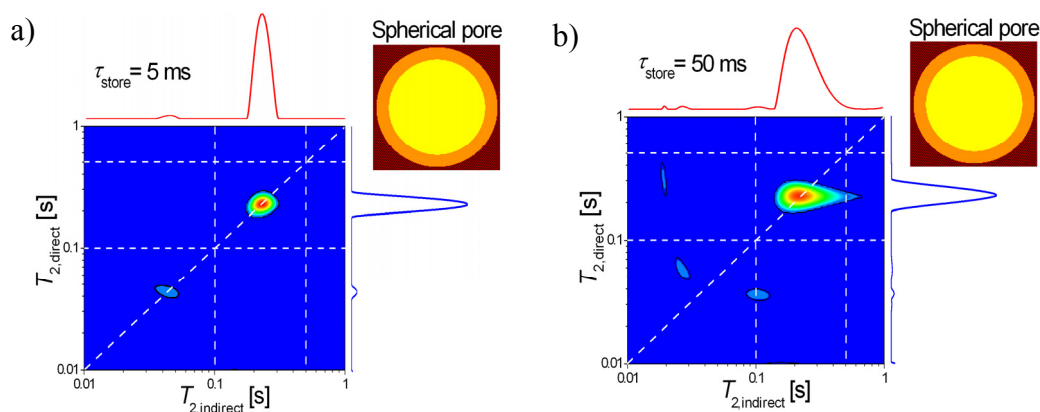 a)
Spherical pore
τstore= 5 ms
1
0.1
0.01
T2,direct [s]
0.01
0.1
1
T2,indirect [s]
b)
Spherical pore
τstore= 50 ms
1
0.1
0.01
T2,direct [s]
0.01
0.1
1
T2,indirect [s]